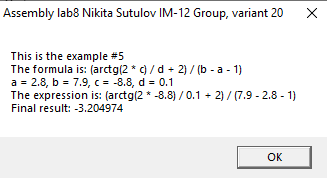 Assembly lab8 Nikita Sutulov IM-12 Group, variant 20
This is the example #5
The formula is: (arctg(2 * c) / d + 2) / (b - a - 1)
a = 2.8, b = 7.9, c = -8.8, d = 0.1
The expression is: (arctg(2 * -8.8) / 0.1 + 2) / (7.9 - 2.8 - 1)
Final result: -3.204974
OK